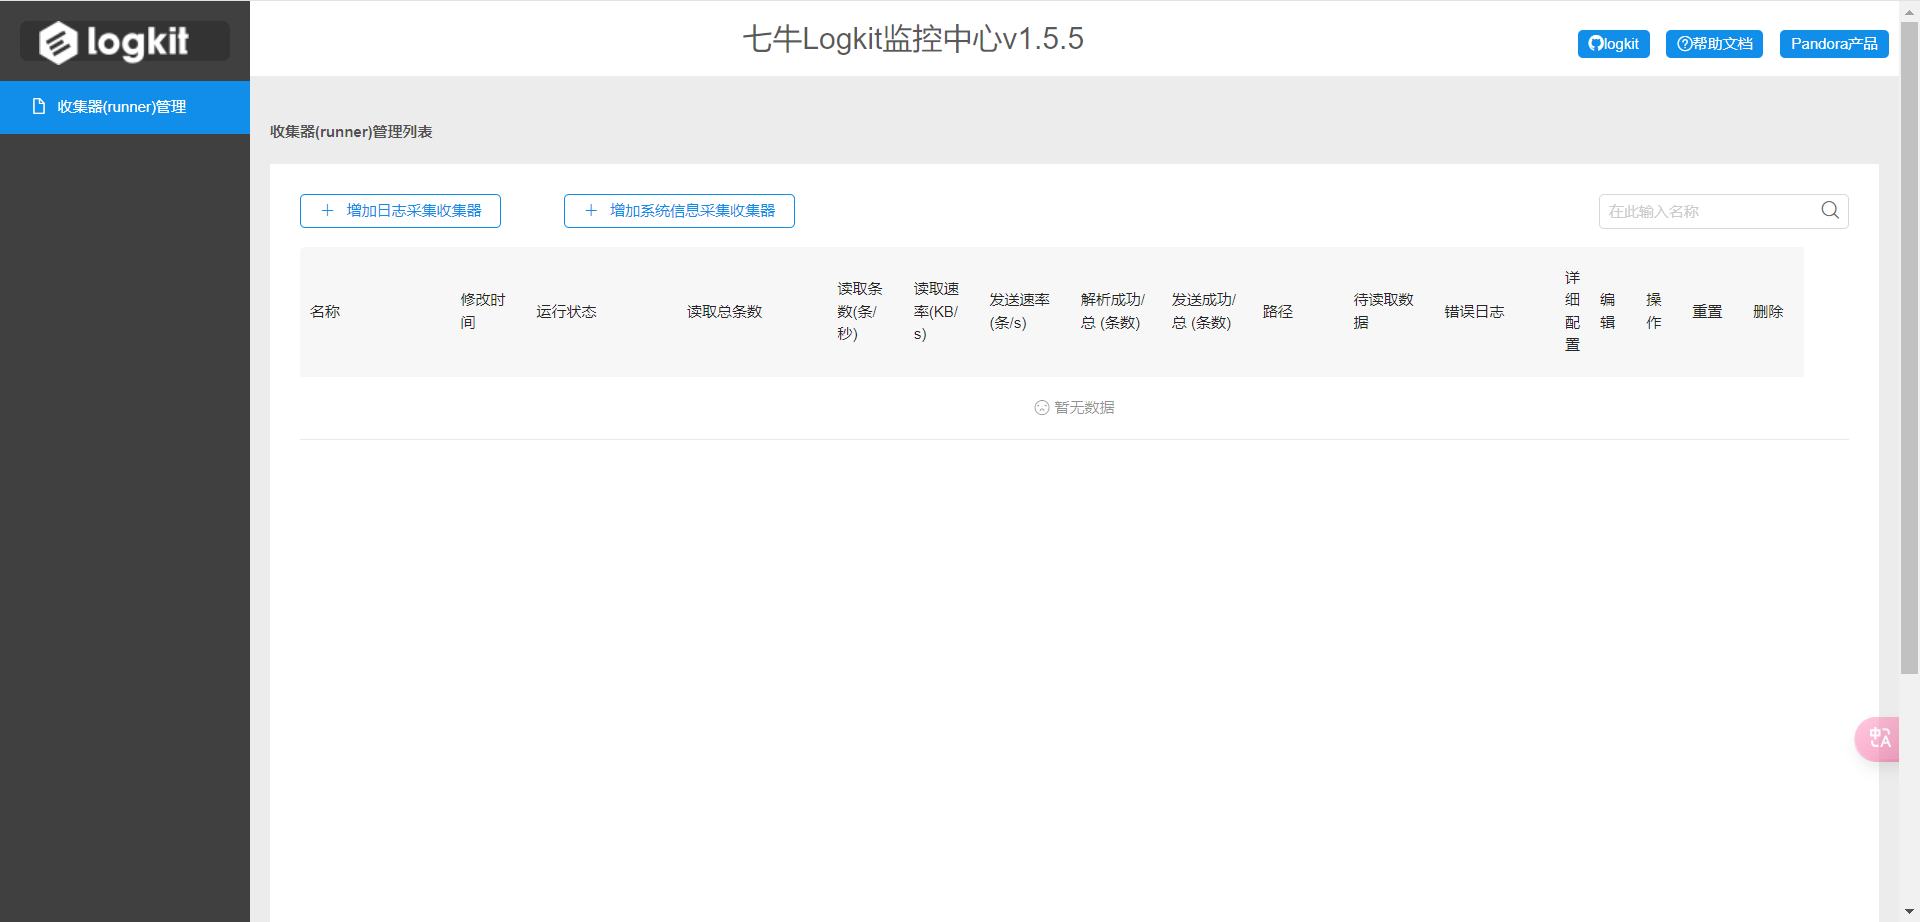 logkit
七牛Logkit监控中心v1.5.5
logkit
帮助文档
Pandora产品
收集器(runner)管理
收集器(runner)管理列表
增加日志采集收集器
增加系统信息采集收集器
在此输入名称
名称
修改时
间
运行状态
读取总条数
读取条
数(条/
秒)
读取速
率(KB/
s)
发送速率
(条/s)
解析成功/
总 (条数)
发送成功/
总 (条数)
路径
待读取数
据
错误日志
详
细
配
置
编
辑
操
作
重置
删除
暂无数据
中A